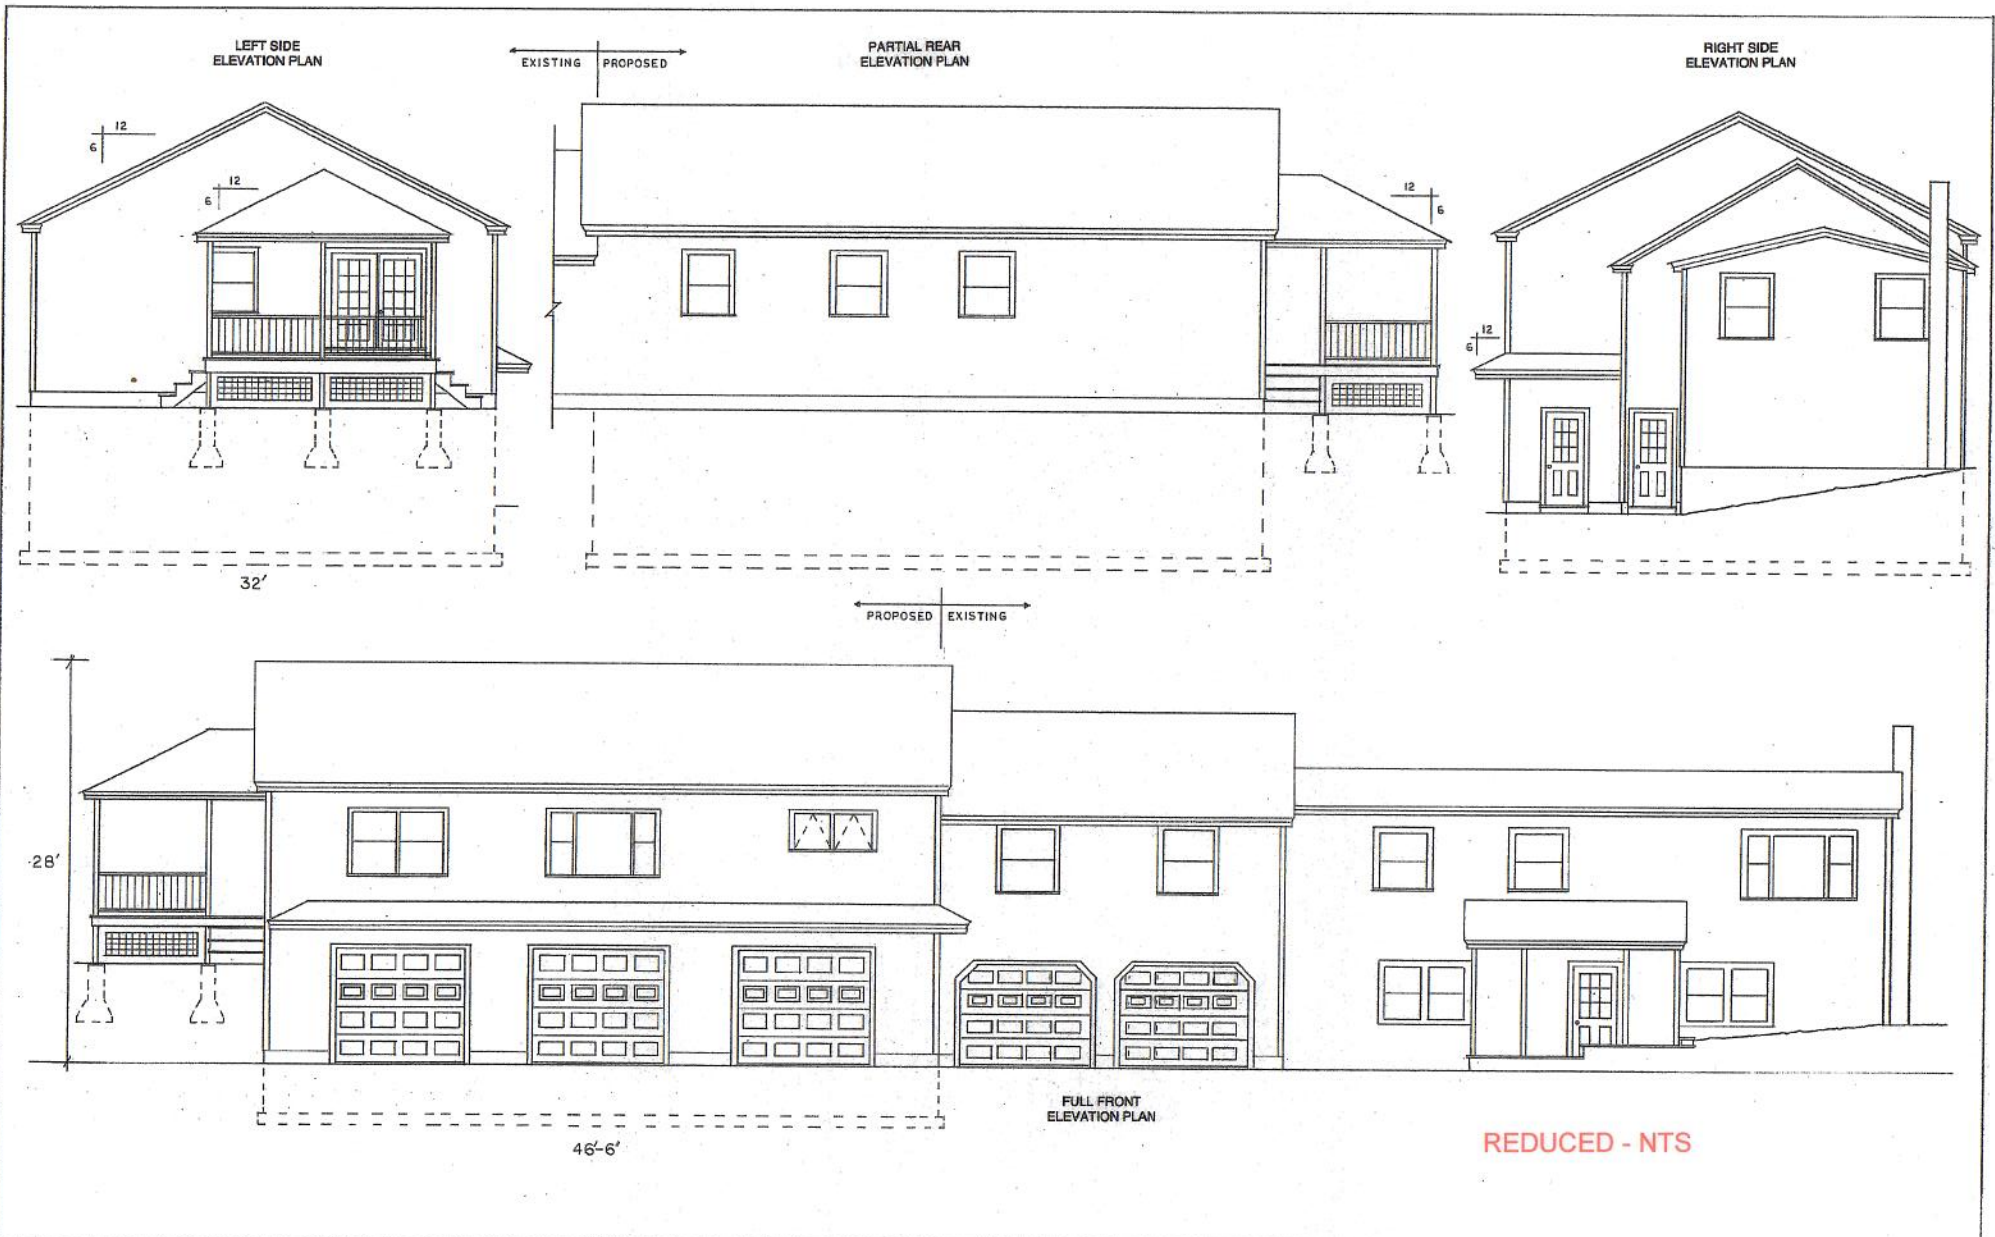 LEFT SIDE
ELEVATION PLAN
EXISTING PROPOSED
PARTIAL REAR
ELEVATION PLAN
RIGHT SIDE
ELEVATION PLAN
12
6
12
6
12
6
12
6
32'
PROPOSED EXISTING
28'
46'-6"
FULL FRONT
ELEVATION PLAN
REDUCED - NTS